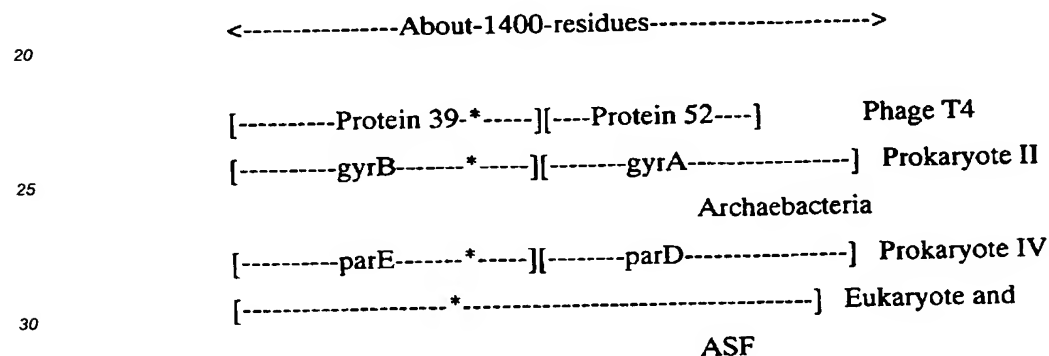 <----------------About-1400-residues--------------------->
20
[----------Protein 39-*-----][----Protein 52----] Phage T4
[----------gyrB-------*-----][--------gyrA----------------] Prokaryote II
25
Archaebacteria
[----------parE-------*-----][--------parD----------------] Prokaryote IV
[--------------------*----------------------------------] Eukaryote and
30
ASF